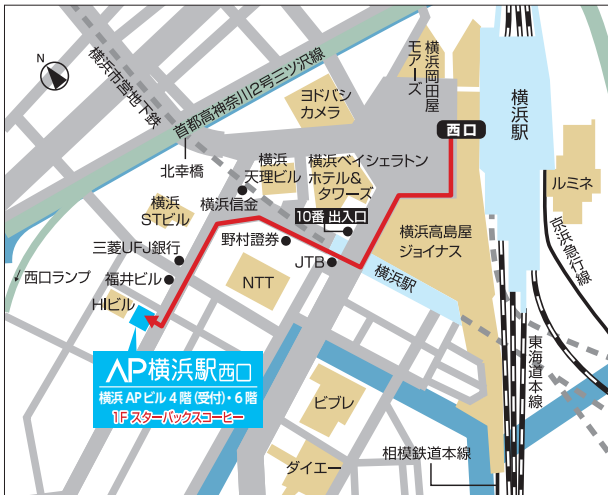 N
横浜市営地下鉄
首都高神奈川2号三ツ沢線
ヨドバシ
カメラ
横浜岡田屋
モアーズ
横浜駅
西口
北幸橋
横浜
天理ビル
横浜ベイシェラトン
ホテル&
タワーズ
ルミネ
横浜信金
横浜
STビル
10番 出入口
京浜急行線
三菱UFJ銀行
野村證券
横浜高島屋
ジョイナス
西口ランプ
福井ビル
JTB
横浜駅
NTT
HIビル
AP横浜駅西口
横浜 APビル 4階(受付)・6階
1F スターバックスコーヒー
東海道本線
ビブレ
相模鉄道本線
ダイエー